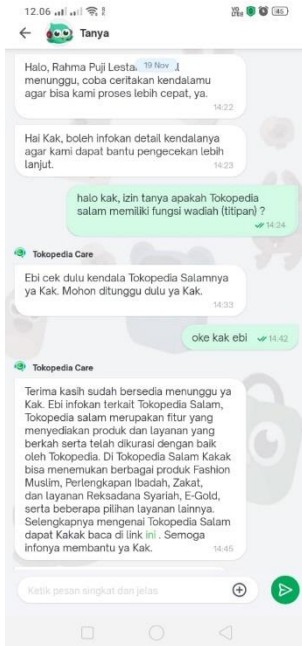 12.06
Tanya
19 Nov
Halo, Rahma Puji Lesta
menunggu, coba ceritakan kendalamu
agar bisa kami proses lebih cepat, ya.
14:22
Hai Kak, boleh infokan detail kendalanya
agar kami dapat bantu pengecekan lebih
lanjut.
14:23
halo kak, izin tanya apakah Tokopedia
salam memiliki fungsi wadiah (titipan) ?
14:24
Tokopedia Care
Ebi cek dulu kendala Tokopedia Salamnya
ya Kak. Mohon ditunggu dulu ya Kak.
14:33
oke kak ebi 14.42
Tokopedia Care
Terima kasih sudah bersedia menunggu ya
Kak. Ebi infokan terkait Tokopedia Salam,
Tokopedia salam merupakan fitur yang
menyediakan produk dan layanan yang
berkah serta telah dikurasi dengan baik
oleh Tokopedia. Di Tokopedia Salam Kakak
bisa menemukan berbagai produk Fashion
Muslim, Perlengkapan Ibadah, Zakat,
dan layanan Reksadana Syariah, E-Gold,
serta beberapa pilihan layanan lainnya.
Selengkapnya mengenai Tokopedia Salam
dapat Kakak baca di link ini . Semoga
infonya membantu ya Kak.
14:45
Ketik pesan singkat dan jelas